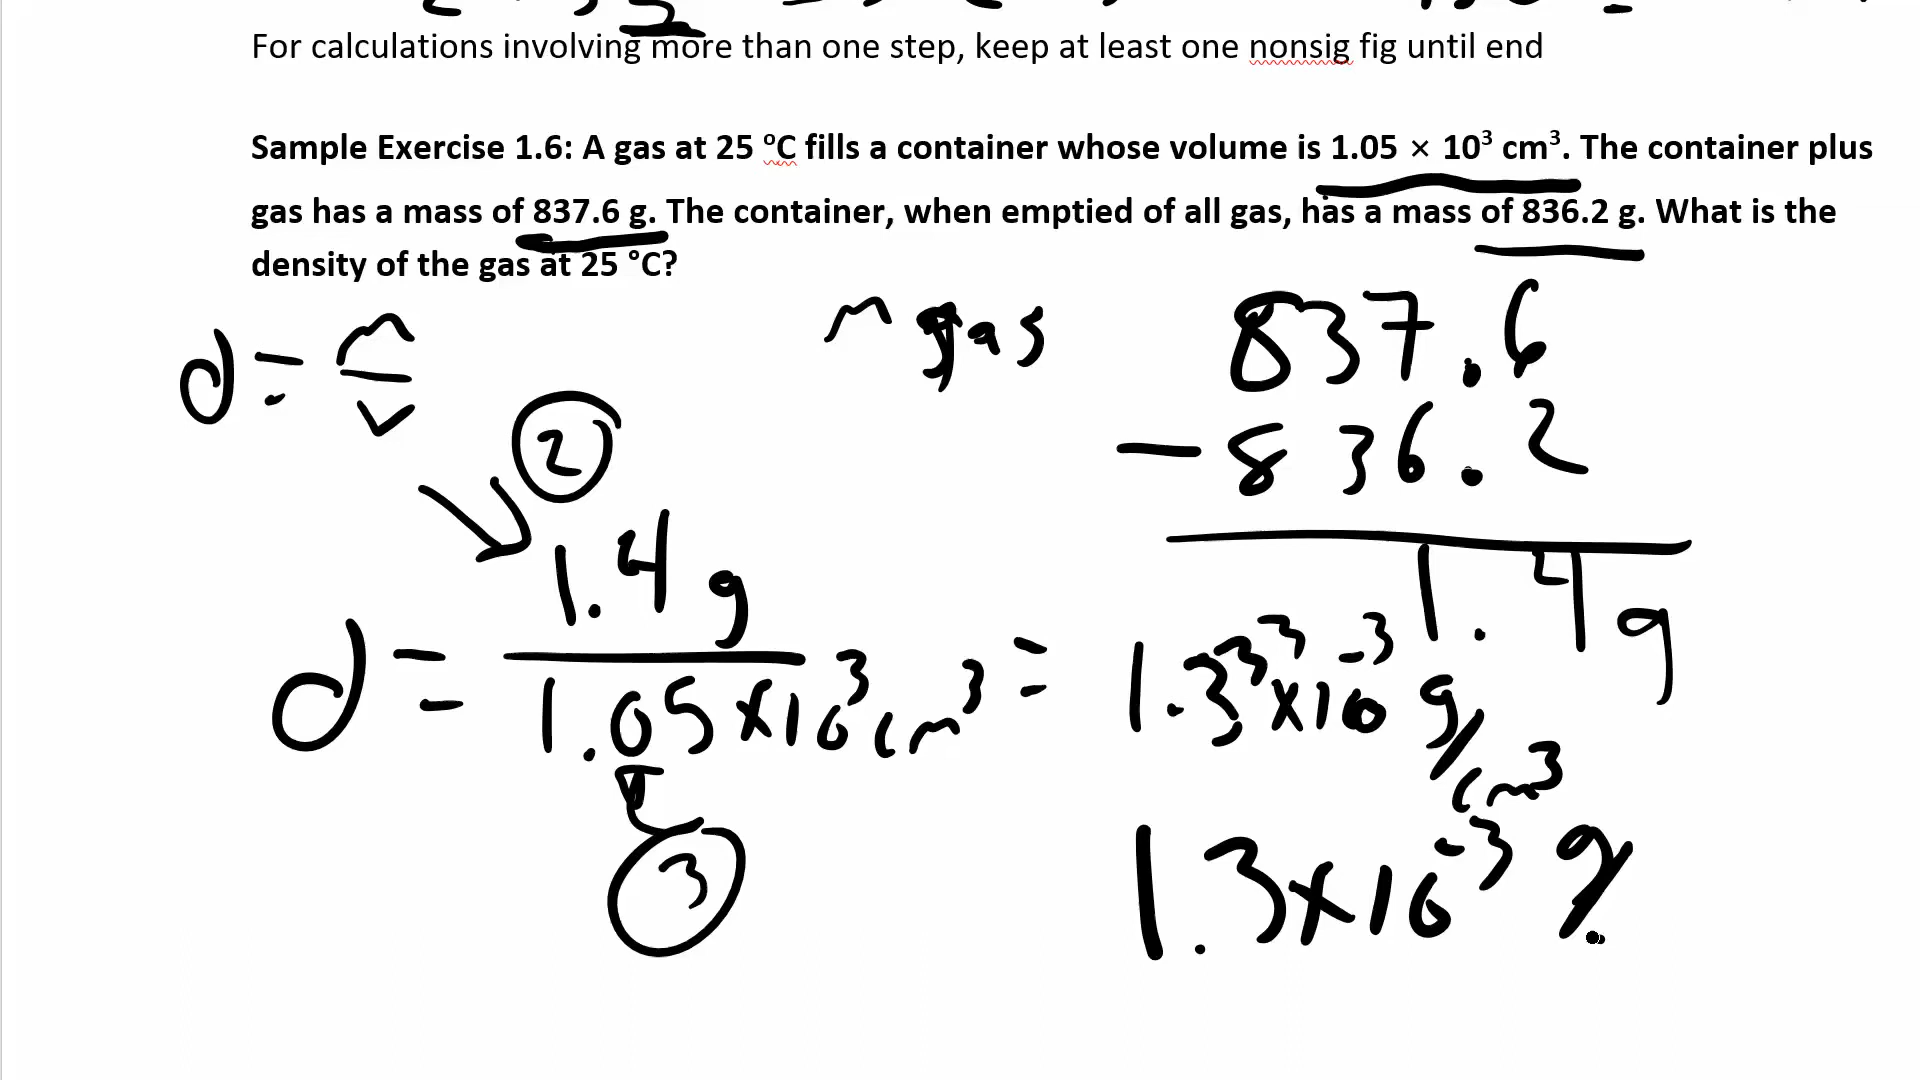 For calculations involving more than one step, keep at least one nonsig fig until end
Sample Exercise 1.6: A gas at 25 °C fills a container whose volume is 1.05 × 10³ cm³. The container plus
gas has a mass of 837.6 g. The container, when emptied of all gas, has a mass of 836.2 g. What is the
density of the gas at 25 °C?
d = m/v
m gas
837.6
- 836.2
1.4 g
2
d = 1.4 g / 1.05 x 10³ cm³ = 1.3³³ x 10⁻³ g/cm³
3
1.3 x 10⁻³ g/